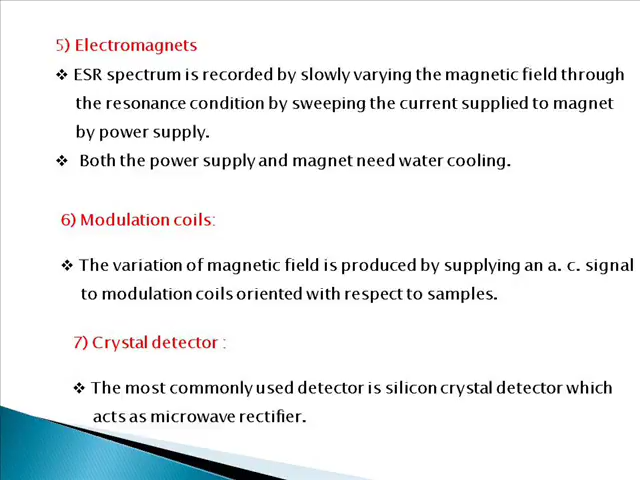 5) Electromagnets
❖ ESR spectrum is recorded by slowly varying the magnetic field through
the resonance condition by sweeping the current supplied to magnet
by power supply.
❖ Both the power supply and magnet need water cooling.
6) Modulation coils:
❖ The variation of magnetic field is produced by supplying an a. c. signal
to modulation coils oriented with respect to samples.
7) Crystal detector :
❖ The most commonly used detector is silicon crystal detector which
acts as microwave rectifier.